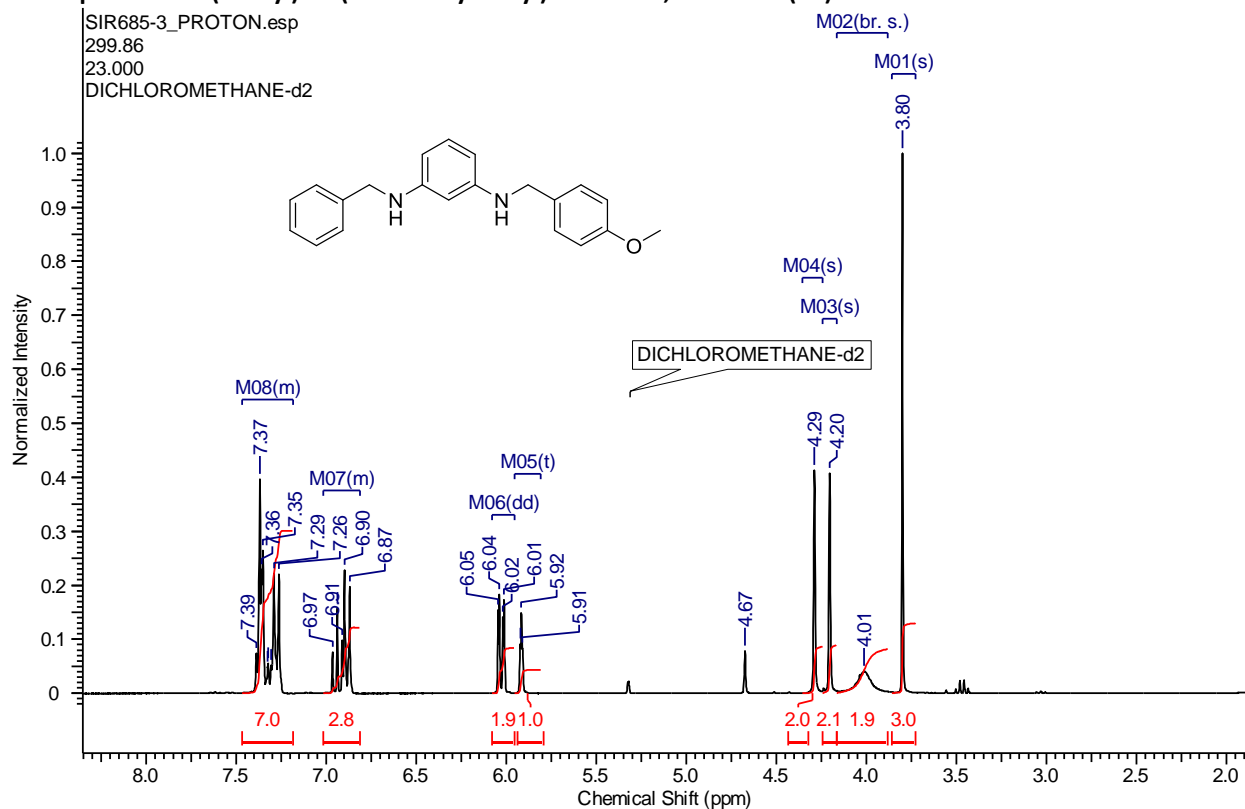 SIR685-3_PROTON.esp
299.86
23.000
DICHLOROMETHANE-d2
M02(br. s.)
M01(s)
3.80
M04(s)
M03(s)
DICHLOROMETHANE-d2
M08(m)
M07(m)
M05(t)
M06(dd)
7.39
7.37
7.36
7.35
7.29
7.26
6.97
6.91
6.90
6.87
6.05
6.04
6.02
6.01
5.92
5.91
4.67
4.29
4.20
4.01
H
N
N
H
O
Normalized Intensity
1.0
0.9
0.8
0.7
0.6
0.5
0.4
0.3
0.2
0.1
0
7.0 2.8 1.9 1.0 2.0 2.1 1.9 3.0
8.0 7.5 7.0 6.5 6.0 5.5 5.0 4.5 4.0 3.5 3.0 2.5 2.0
Chemical Shift (ppm)